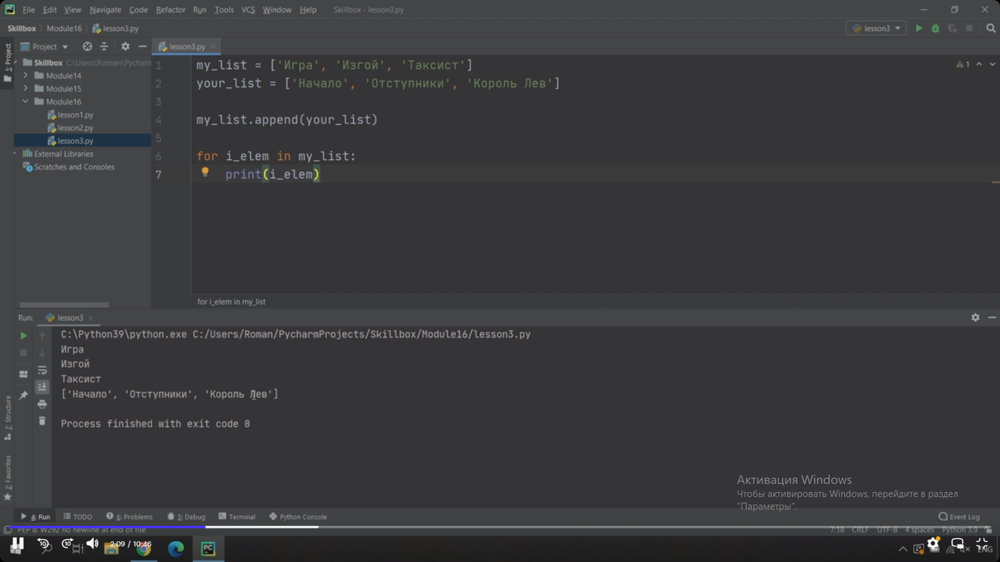 File Edit View Navigate Code Refactor Run Tools VCS Window Help Skillbox - lesson3.py
Skillbox Module16 lesson3.py lesson3
1: Project
Project
lesson3.py
Skillbox C:\Users\Roman\Pycharm
Module14
Module15
Module16
lesson1.py
lesson2.py
lesson3.py
External Libraries
Scratches and Consoles
1 my_list = ['Игра', 'Изгой', 'Таксист']
2 your_list = ['Начало', 'Отступники', 'Король Лев']
3
4 my_list.append(your_list)
5
6 for i_elem in my_list:
7 print(i_elem)
1
for i_elem in my_list
Run: lesson3
C:\Python39\python.exe C:/Users/Roman/PycharmProjects/Skillbox/Module16/lesson3.py
Игра
Изгой
Таксист
['Начало', 'Отступники', 'Король Лев']
Process finished with exit code 0
7: Structure
2: Favorites
Активация Windows
Чтобы активировать Windows, перейдите в раздел
"Параметры".
4: Run TODO 6: Problems 5: Debug Terminal Python Console Event Log
PEP 8: W292 no newline at end of file 7:18 CRLF UTF-8 4 spaces Python 3.9
10 10 2:09 / 10:46 PC ENG